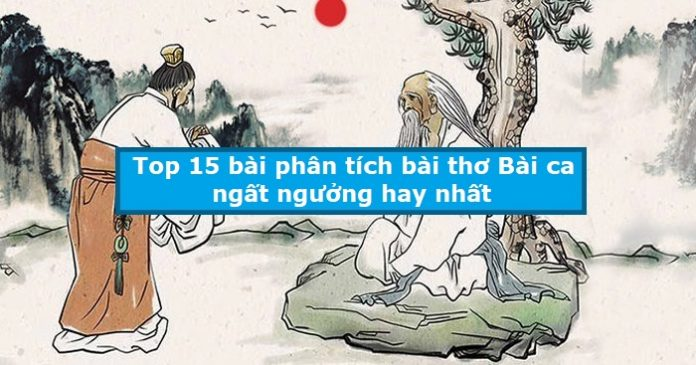 Top 15 bài phân tích bài thơ Bài ca
ngất ngưởng hay nhất